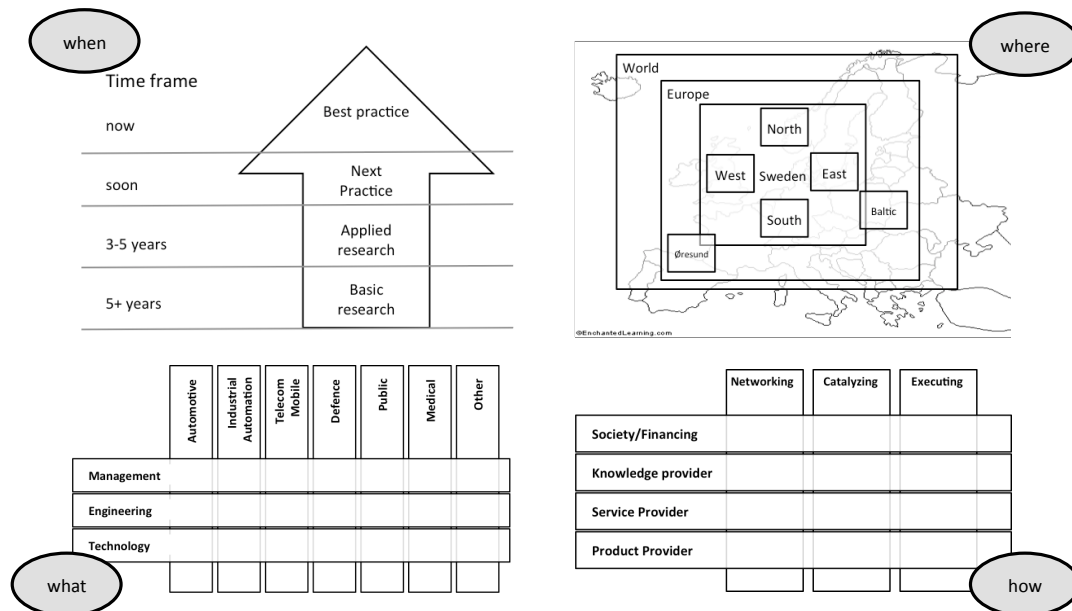 when
Time frame
now
Best practice
soon
Next
Practice
3-5 years
Applied
research
5+ years
Basic
research
where
World
Europe
North
West
Sweden
East
South
Baltic
Øresund
©EnchantedLearning.com
Automotive
Industrial
Automation
Telecom
Mobile
Defence
Public
Medical
Other
Management
Engineering
Technology
what
Networking
Catalyzing
Executing
Society/Financing
Knowledge provider
Service Provider
Product Provider
how